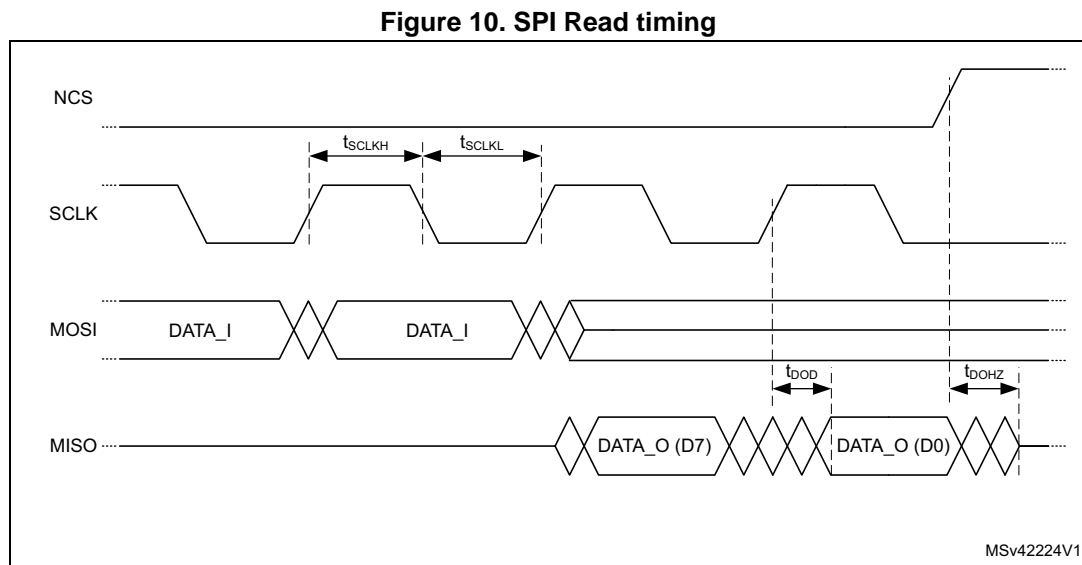 Figure 10. SPI Read timing
NCS
tSCLKH
tSCLKL
SCLK
MOSI
DATA_I
DATA_I
tDOD
tDOHZ
MISO
DATA_O (D7)
DATA_O (D0)
MSv42224V1